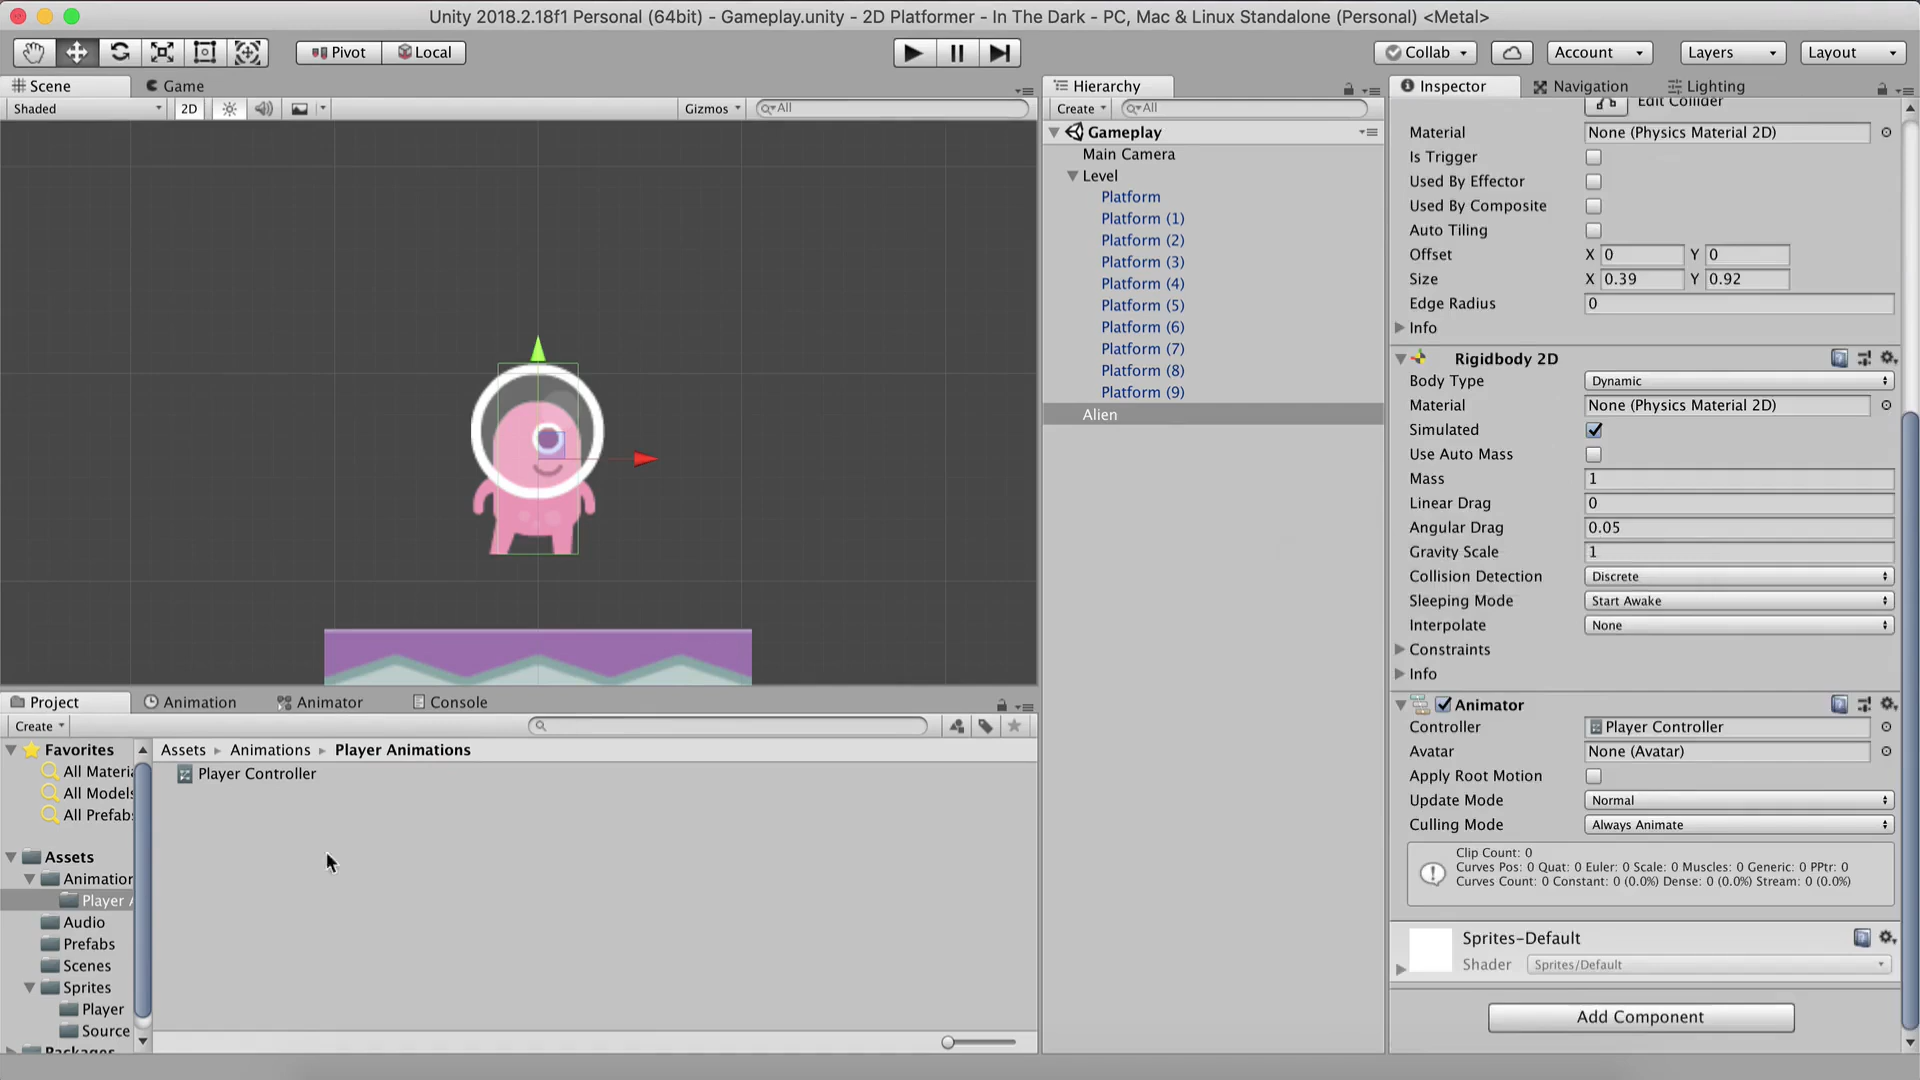 Unity 2018.2.18f1 Personal (64bit) - Gameplay.unity - 2D Platformer - In The Dark - PC, Mac & Linux Standalone (Personal) <Metal>
Pivot Local Collab Account Layers Layout
Scene Game
Shaded 2D Gizmos All
Hierarchy
Create All
Gameplay
Main Camera
Level
Platform
Platform (1)
Platform (2)
Platform (3)
Platform (4)
Platform (5)
Platform (6)
Platform (7)
Platform (8)
Platform (9)
Alien
Inspector Navigation Lighting
Edit Collider
Material None (Physics Material 2D)
Is Trigger
Used By Effector
Used By Composite
Auto Tiling
Offset X 0 Y 0
Size X 0.39 Y 0.92
Edge Radius 0
Info
Rigidbody 2D
Body Type Dynamic
Material None (Physics Material 2D)
Simulated
Use Auto Mass
Mass 1
Linear Drag 0
Angular Drag 0.05
Gravity Scale 1
Collision Detection Discrete
Sleeping Mode Start Awake
Interpolate None
Constraints
Info
Animator
Controller Player Controller
Avatar None (Avatar)
Apply Root Motion
Update Mode Normal
Culling Mode Always Animate
Clip Count: 0
Curves Pos: 0 Quat: 0 Euler: 0 Scale: 0 Muscles: 0 Generic: 0 PPtr: 0
Curves Count: 0 Constant: 0 (0.0%) Dense: 0 (0.0%) Stream: 0 (0.0%)
Sprites-Default
Shader Sprites/Default
Add Component
Project Animation Animator Console
Create
Favorites
All Materia
All Models
All Prefabs
Assets
Animation
Player A
Audio
Prefabs
Scenes
Sprites
Player
Source
Packages
Assets Animations Player Animations
Player Controller